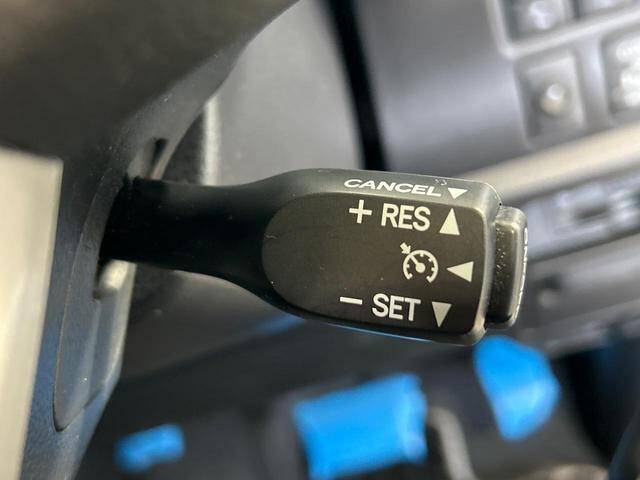 CANCEL ▼
+ RES ▲
◀
− SET ▼